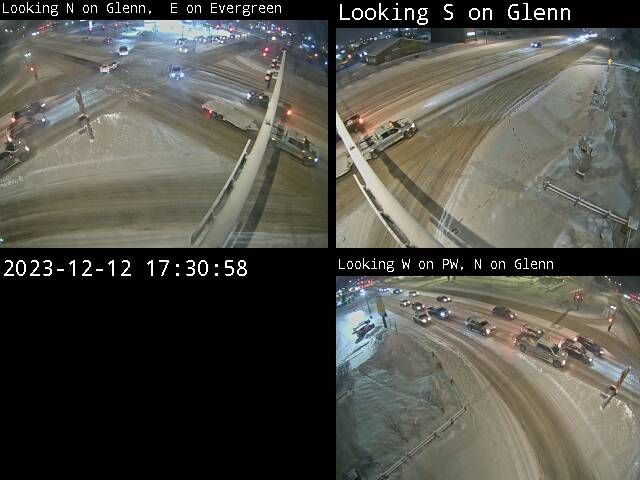 Looking N on Glenn,  E on Evergreen
Looking S on Glenn
2023-12-12 17:30:58
Looking W on PW, N on Glenn